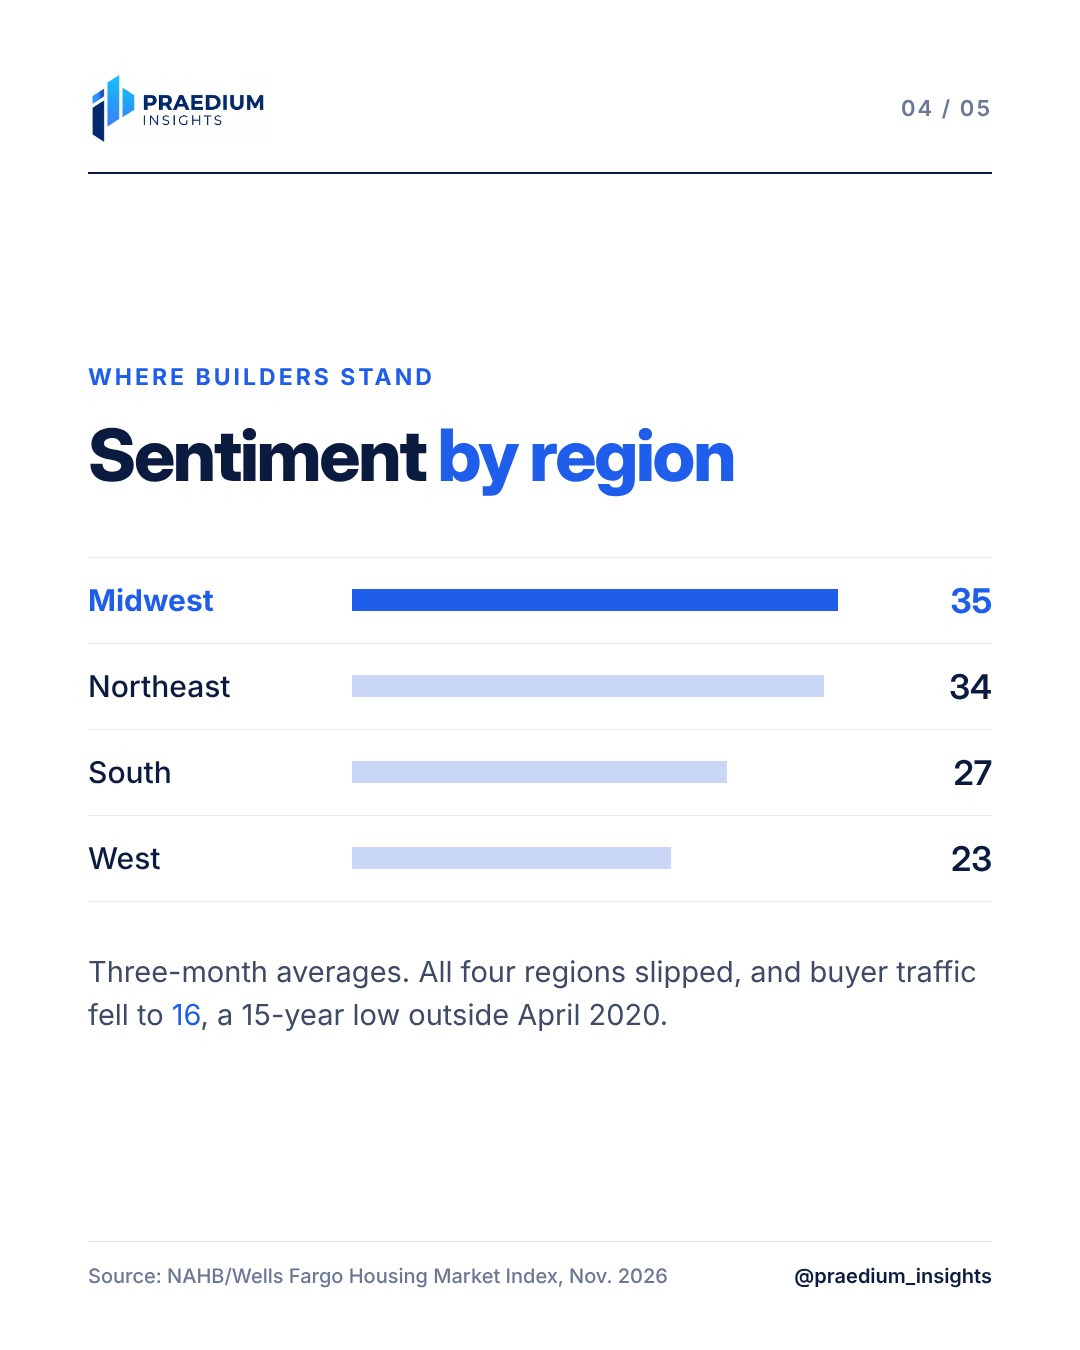 PRAEDIUM
INSIGHTS
04 / 05
WHERE BUILDERS STAND
Sentiment by region
Midwest 35
Northeast 34
South 27
West 23
Three-month averages. All four regions slipped, and buyer traffic
fell to 16, a 15-year low outside April 2020.
Source: NAHB/Wells Fargo Housing Market Index, Nov. 2026
@praedium_insights